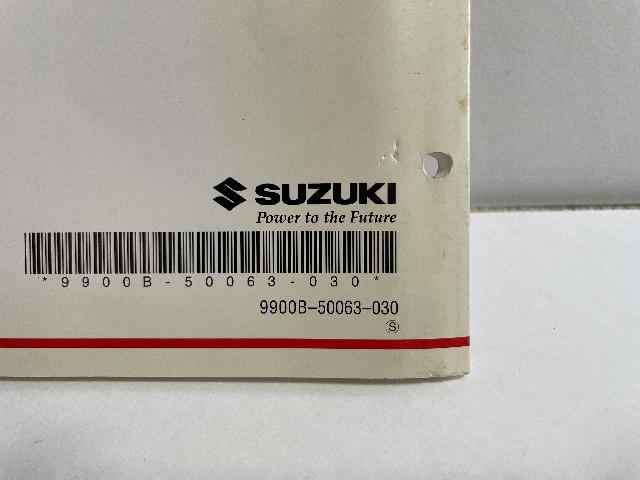 SUZUKI
Power to the Future
*9900B-50063-030*
9900B-50063-030
S